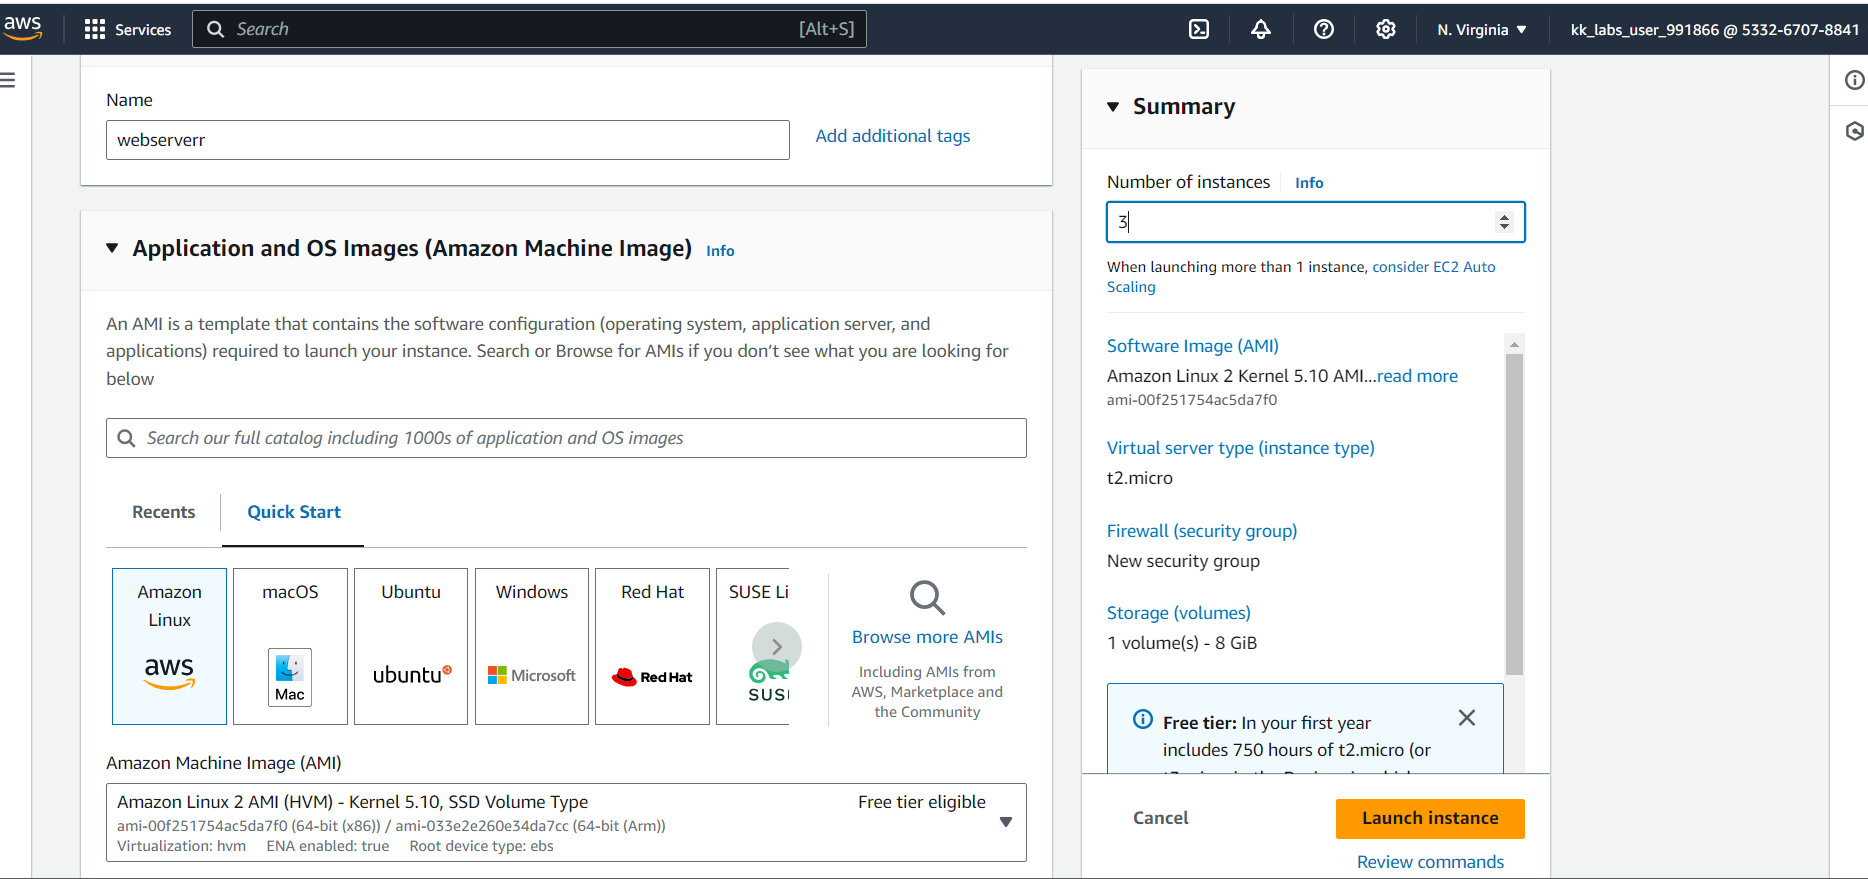 aws
Services
Search [Alt+S]
N. Virginia
kk_labs_user_991866 @ 5332-6707-8841
Name
webserverr
Add additional tags
Application and OS Images (Amazon Machine Image) Info
An AMI is a template that contains the software configuration (operating system, application server, and
applications) required to launch your instance. Search or Browse for AMIs if you don’t see what you are looking for
below
Search our full catalog including 1000s of application and OS images
Recents
Quick Start
Amazon
Linux
aws
macOS
Mac
Ubuntu
ubuntu
Windows
Microsoft
Red Hat
Red Hat
SUSE Li
SUS
Browse more AMIs
Including AMIs from
AWS, Marketplace and
the Community
Amazon Machine Image (AMI)
Amazon Linux 2 AMI (HVM) - Kernel 5.10, SSD Volume Type
Free tier eligible
ami-00f251754ac5da7f0 (64-bit (x86)) / ami-033e2e260e34da7cc (64-bit (Arm))
Virtualization: hvm ENA enabled: true Root device type: ebs
Summary
Number of instances Info
3
When launching more than 1 instance, consider EC2 Auto
Scaling
Software Image (AMI)
Amazon Linux 2 Kernel 5.10 AMI...read more
ami-00f251754ac5da7f0
Virtual server type (instance type)
t2.micro
Firewall (security group)
New security group
Storage (volumes)
1 volume(s) - 8 GiB
Free tier: In your first year
includes 750 hours of t2.micro (or
Cancel
Launch instance
Review commands